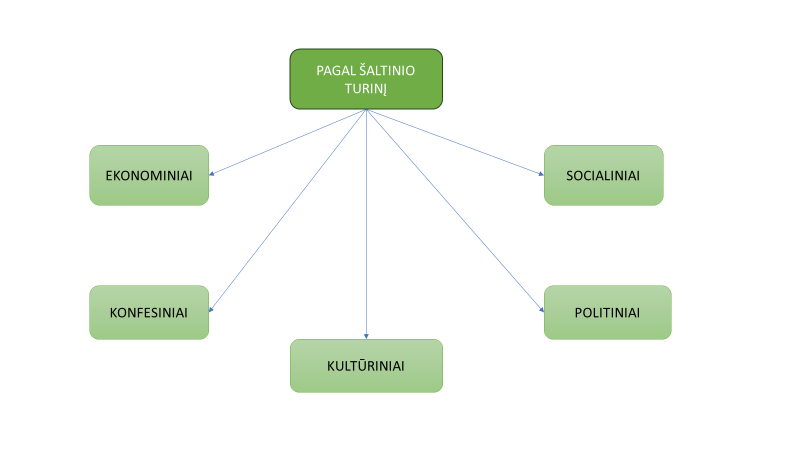 PAGAL ŠALTINIO
TURINĮ
EKONOMINIAI
SOCIALINIAI
KONFESINIAI
POLITINIAI
KULTŪRINIAI